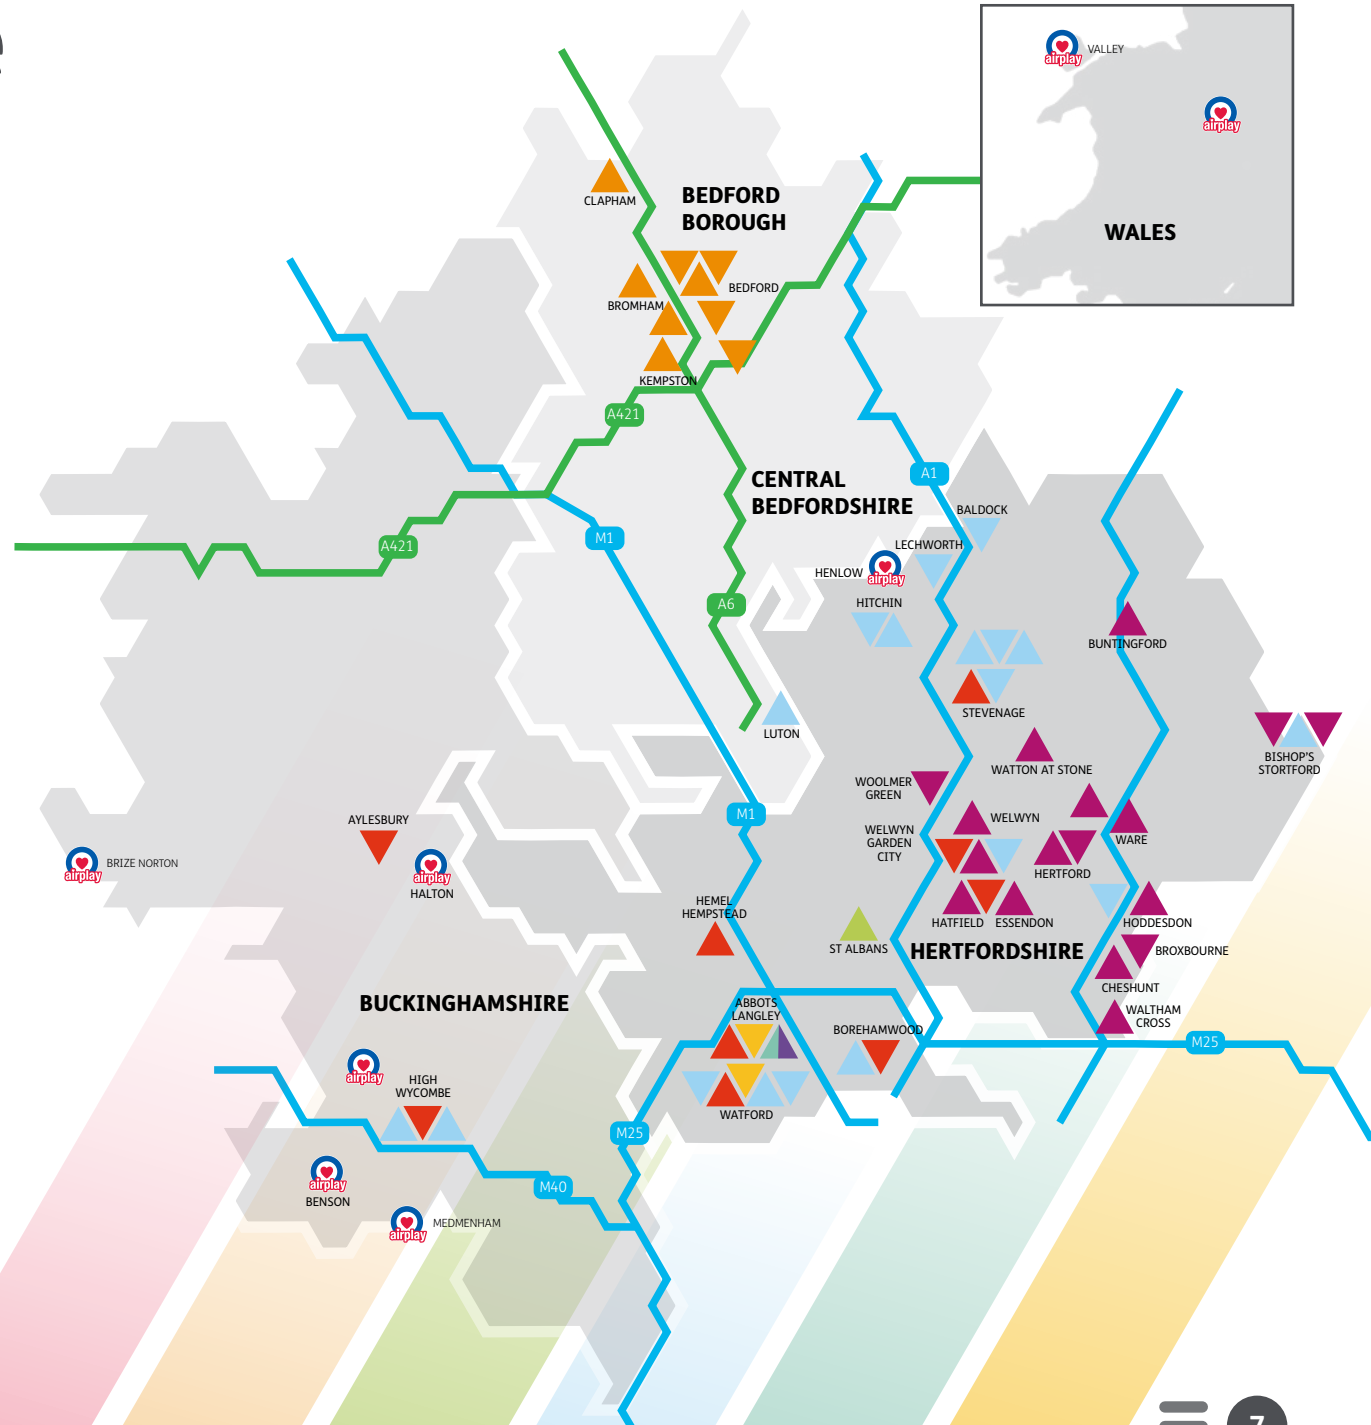 e
airplay
VALLEY
airplay
WALES
CLAPHAM
BEDFORD
BOROUGH
BROMHAM
BEDFORD
KEMPSTON
A421
CENTRAL
BEDFORDSHIRE
A1
BALDOCK
A421
M1
LECHWORTH
HENLOW
airplay
HITCHIN
A6
BUNTINGFORD
STEVENAGE
LUTON
WATTON AT STONE
BISHOP'S
STORTFORD
WOOLMER
GREEN
M1
AYLESBURY
WELWYN
WELWYN
GARDEN
CITY
WARE
HERTFORD
airplay
BRIZE NORTON
airplay
HALTON
HEMEL
HEMPSTEAD
HATFIELD
ESSENDON
HODDESDON
ST ALBANS
HERTFORDSHIRE
BROXBOURNE
CHESHUNT
BUCKINGHAMSHIRE
ABBOTS
LANGLEY
BOREHAMWOOD
WALTHAM
CROSS
M25
airplay
HIGH
WYCOMBE
WATFORD
M25
airplay
BENSON
M40
airplay
MEDMENHAM
7